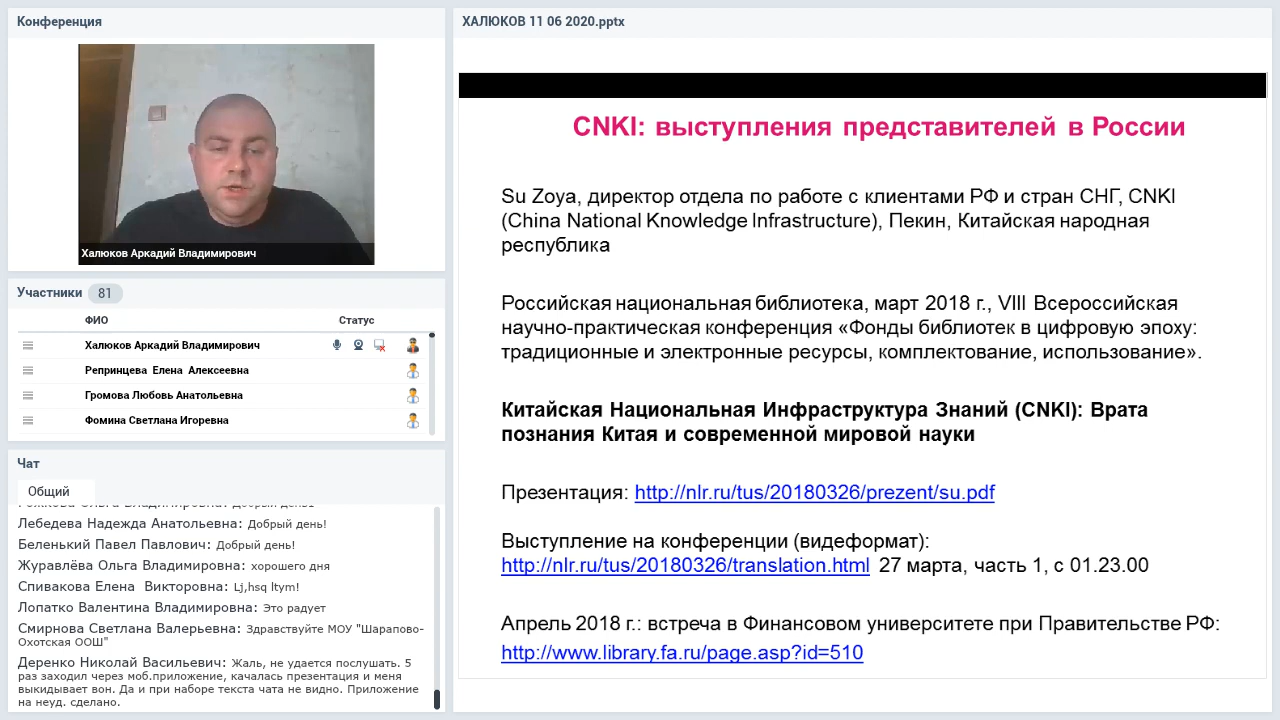 Конференция
Халюков Аркадий Владимирович
Участники 81
ФИО Статус
Халюков Аркадий Владимирович
Репринцева Елена Алексеевна
Громова Любовь Анатольевна
Фомина Светлана Игоревна
Чат
Общий
Лебедева Надежда Анатольевна: Добрый день!
Беленький Павел Павлович: Добрый день!
Журавлёва Ольга Владимировна: хорошего дня
Спивакова Елена Викторовна: Lj,hsq ltym!
Лопатко Валентина Владимировна: Это радует
Смирнова Светлана Валерьевна: Здравствуйте МОУ "Шарапово-
Охотская ООШ"
Деренко Николай Васильевич: Жаль, не удается послушать. 5
раз заходил через моб.приложение, качалась презентация и меня
выкидывает вон. Да и при наборе текста чата не видно. Приложение
на неуд. сделано.
ХАЛЮКОВ 11 06 2020.pptx
CNKI: выступления представителей в России
Su Zoya, директор отдела по работе с клиентами РФ и стран СНГ, CNKI
(China National Knowledge Infrastructure), Пекин, Китайская народная
республика
Российская национальная библиотека, март 2018 г., VIII Всероссийская
научно-практическая конференция «Фонды библиотек в цифровую эпоху:
традиционные и электронные ресурсы, комплектование, использование».
Китайская Национальная Инфраструктура Знаний (CNKI): Врата
познания Китая и современной мировой науки
Презентация: http://nlr.ru/tus/20180326/prezent/su.pdf
Выступление на конференции (видеформат):
http://nlr.ru/tus/20180326/translation.html 27 марта, часть 1, с 01.23.00
Апрель 2018 г.: встреча в Финансовом университете при Правительстве РФ:
http://www.library.fa.ru/page.asp?id=510